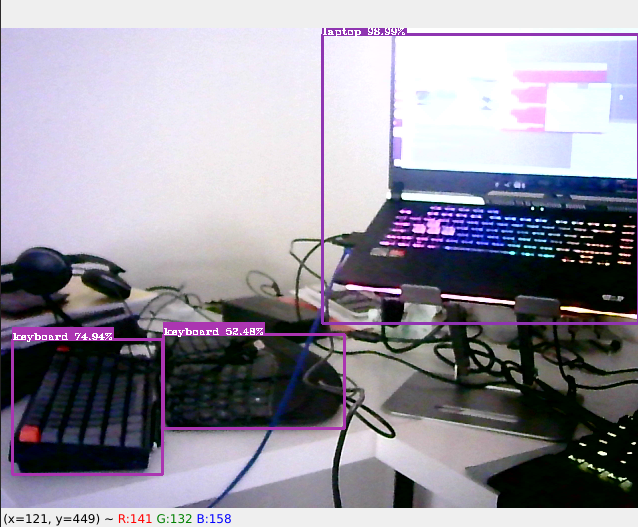 laptop 98.99%
keyboard 74.94%
keyboard 52.48%
(x=121, y=449) ~ R:141 G:132 B:158